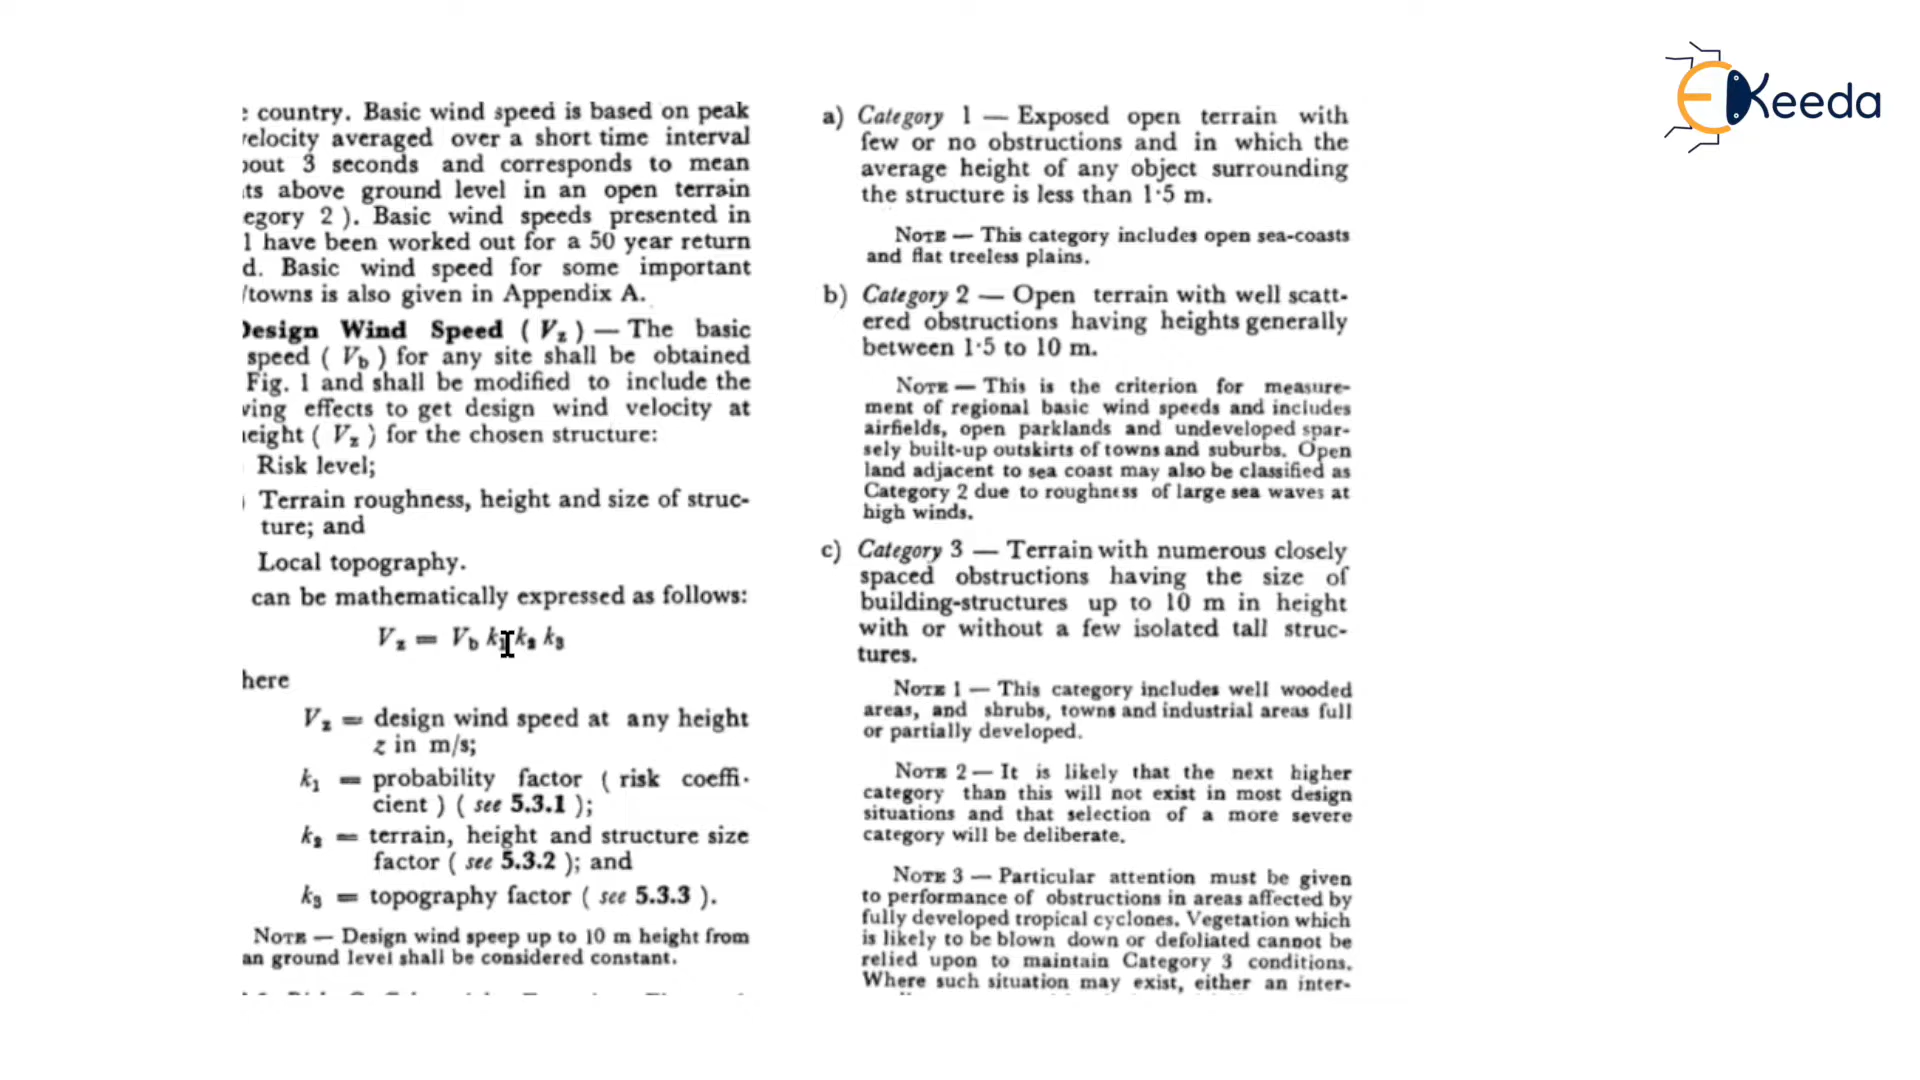 : country. Basic wind speed is based on peak
elocity averaged over a short time interval
bout 3 seconds and corresponds to mean
ts above ground level in an open terrain
egory 2 ). Basic wind speeds presented in
1 have been worked out for a 50 year return
d. Basic wind speed for some important
/towns is also given in Appendix A.
Design Wind Speed ( Vz ) — The basic
speed ( Vb ) for any site shall be obtained
Fig. 1 and shall be modified to include the
ving effects to get design wind velocity at
eight ( Vz ) for the chosen structure:
Risk level;
) Terrain roughness, height and size of struc-
ture; and
Local topography.
can be mathematically expressed as follows:
Vz = Vb k1 k2 k3
here
Vz = design wind speed at any height
z in m/s;
k1 = probability factor ( risk coeffi-
cient ) ( see 5.3.1 );
k2 = terrain, height and structure size
factor ( see 5.3.2 ); and
k3 = topography factor ( see 5.3.3 ).
NOTE — Design wind speep up to 10 m height from
an ground level shall be considered constant.
a) Category 1 — Exposed open terrain with
few or no obstructions and in which the
average height of any object surrounding
the structure is less than 1·5 m.
NOTE — This category includes open sea-coasts
and flat treeless plains.
b) Category 2 — Open terrain with well scatt-
ered obstructions having heights generally
between 1·5 to 10 m.
NOTE — This is the criterion for measure-
ment of regional basic wind speeds and includes
airfields, open parklands and undeveloped spar-
sely built-up outskirts of towns and suburbs. Open
land adjacent to sea coast may also be classified as
Category 2 due to roughness of large sea waves at
high winds.
c) Category 3 — Terrain with numerous closely
spaced obstructions having the size of
building-structures up to 10 m in height
with or without a few isolated tall struc-
tures.
NOTE 1 — This category includes well wooded
areas, and shrubs, towns and industrial areas full
or partially developed.
NOTE 2 — It is likely that the next higher
category than this will not exist in most design
situations and that selection of a more severe
category will be deliberate.
NOTE 3 — Particular attention must be given
to performance of obstructions in areas affected by
fully developed tropical cyclones. Vegetation which
is likely to be blown down or defoliated cannot be
relied upon to maintain Category 3 conditions.
Where such situation may exist, either an inter-
EKeeda